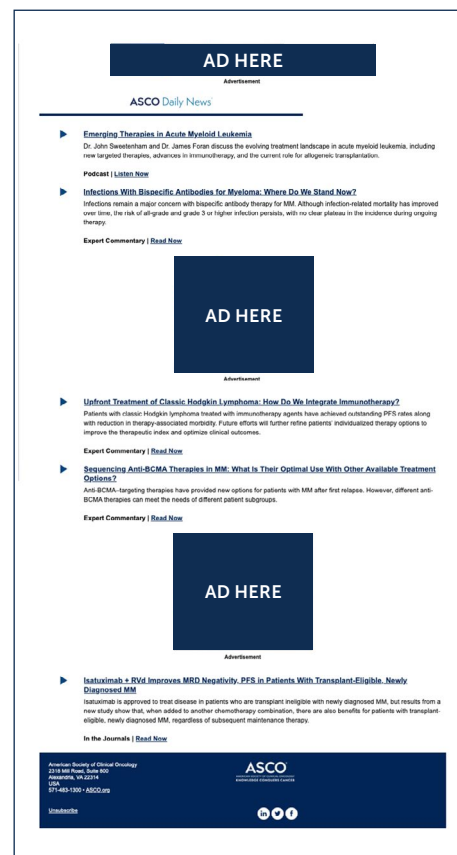 AD HERE
Advertisement
ASCO Daily News
Emerging Therapies in Acute Myeloid Leukemia
Dr. John Sweetenham and Dr. James Foran discuss the evolving treatment landscape in acute myeloid leukemia, including
new targeted therapies, advances in immunotherapy, and the current role for allogeneic transplantation.
Podcast | Listen Now
Infections With Bispecific Antibodies for Myeloma: Where Do We Stand Now?
Infections remain a major concern with bispecific antibody therapy for MM. Although infection-related mortality has improved
over time, the risk of all-grade and grade 3 or higher infection persists, with no clear plateau in the incidence during ongoing
therapy.
Expert Commentary | Read Now
AD HERE
Advertisement
Upfront Treatment of Classic Hodgkin Lymphoma: How Do We Integrate Immunotherapy?
Patients with classic Hodgkin lymphoma treated with immunotherapy agents have achieved outstanding PFS rates along
with reduction in therapy-associated morbidity. Future efforts will further refine patients' individualized therapy options to
improve the therapeutic index and optimize clinical outcomes.
Expert Commentary | Read Now
Sequencing Anti-BCMA Therapies in MM: What Is Their Optimal Use With Other Available Treatment
Options?
Anti-BCMA–targeting therapies have provided new options for patients with MM after first relapse. However, different anti-
BCMA therapies can meet the needs of different patient subgroups.
Expert Commentary | Read Now
AD HERE
Advertisement
Isatuximab + RVd Improves MRD Negativity, PFS in Patients With Transplant-Eligible, Newly
Diagnosed MM
Isatuximab is approved to treat disease in patients who are transplant ineligible with newly diagnosed MM, but results from a
new study show that, when added to another chemotherapy combination, there are also benefits for patients with transplant-
eligible, newly diagnosed MM, regardless of subsequent maintenance therapy.
In the Journals | Read Now
American Society of Clinical Oncology
2318 Mill Road, Suite 800
Alexandria, VA 22314
USA
571-483-1300 • ASCO.org
Unsubscribe
ASCO
AMERICAN SOCIETY OF CLINICAL ONCOLOGY
KNOWLEDGE CONQUERS CANCER